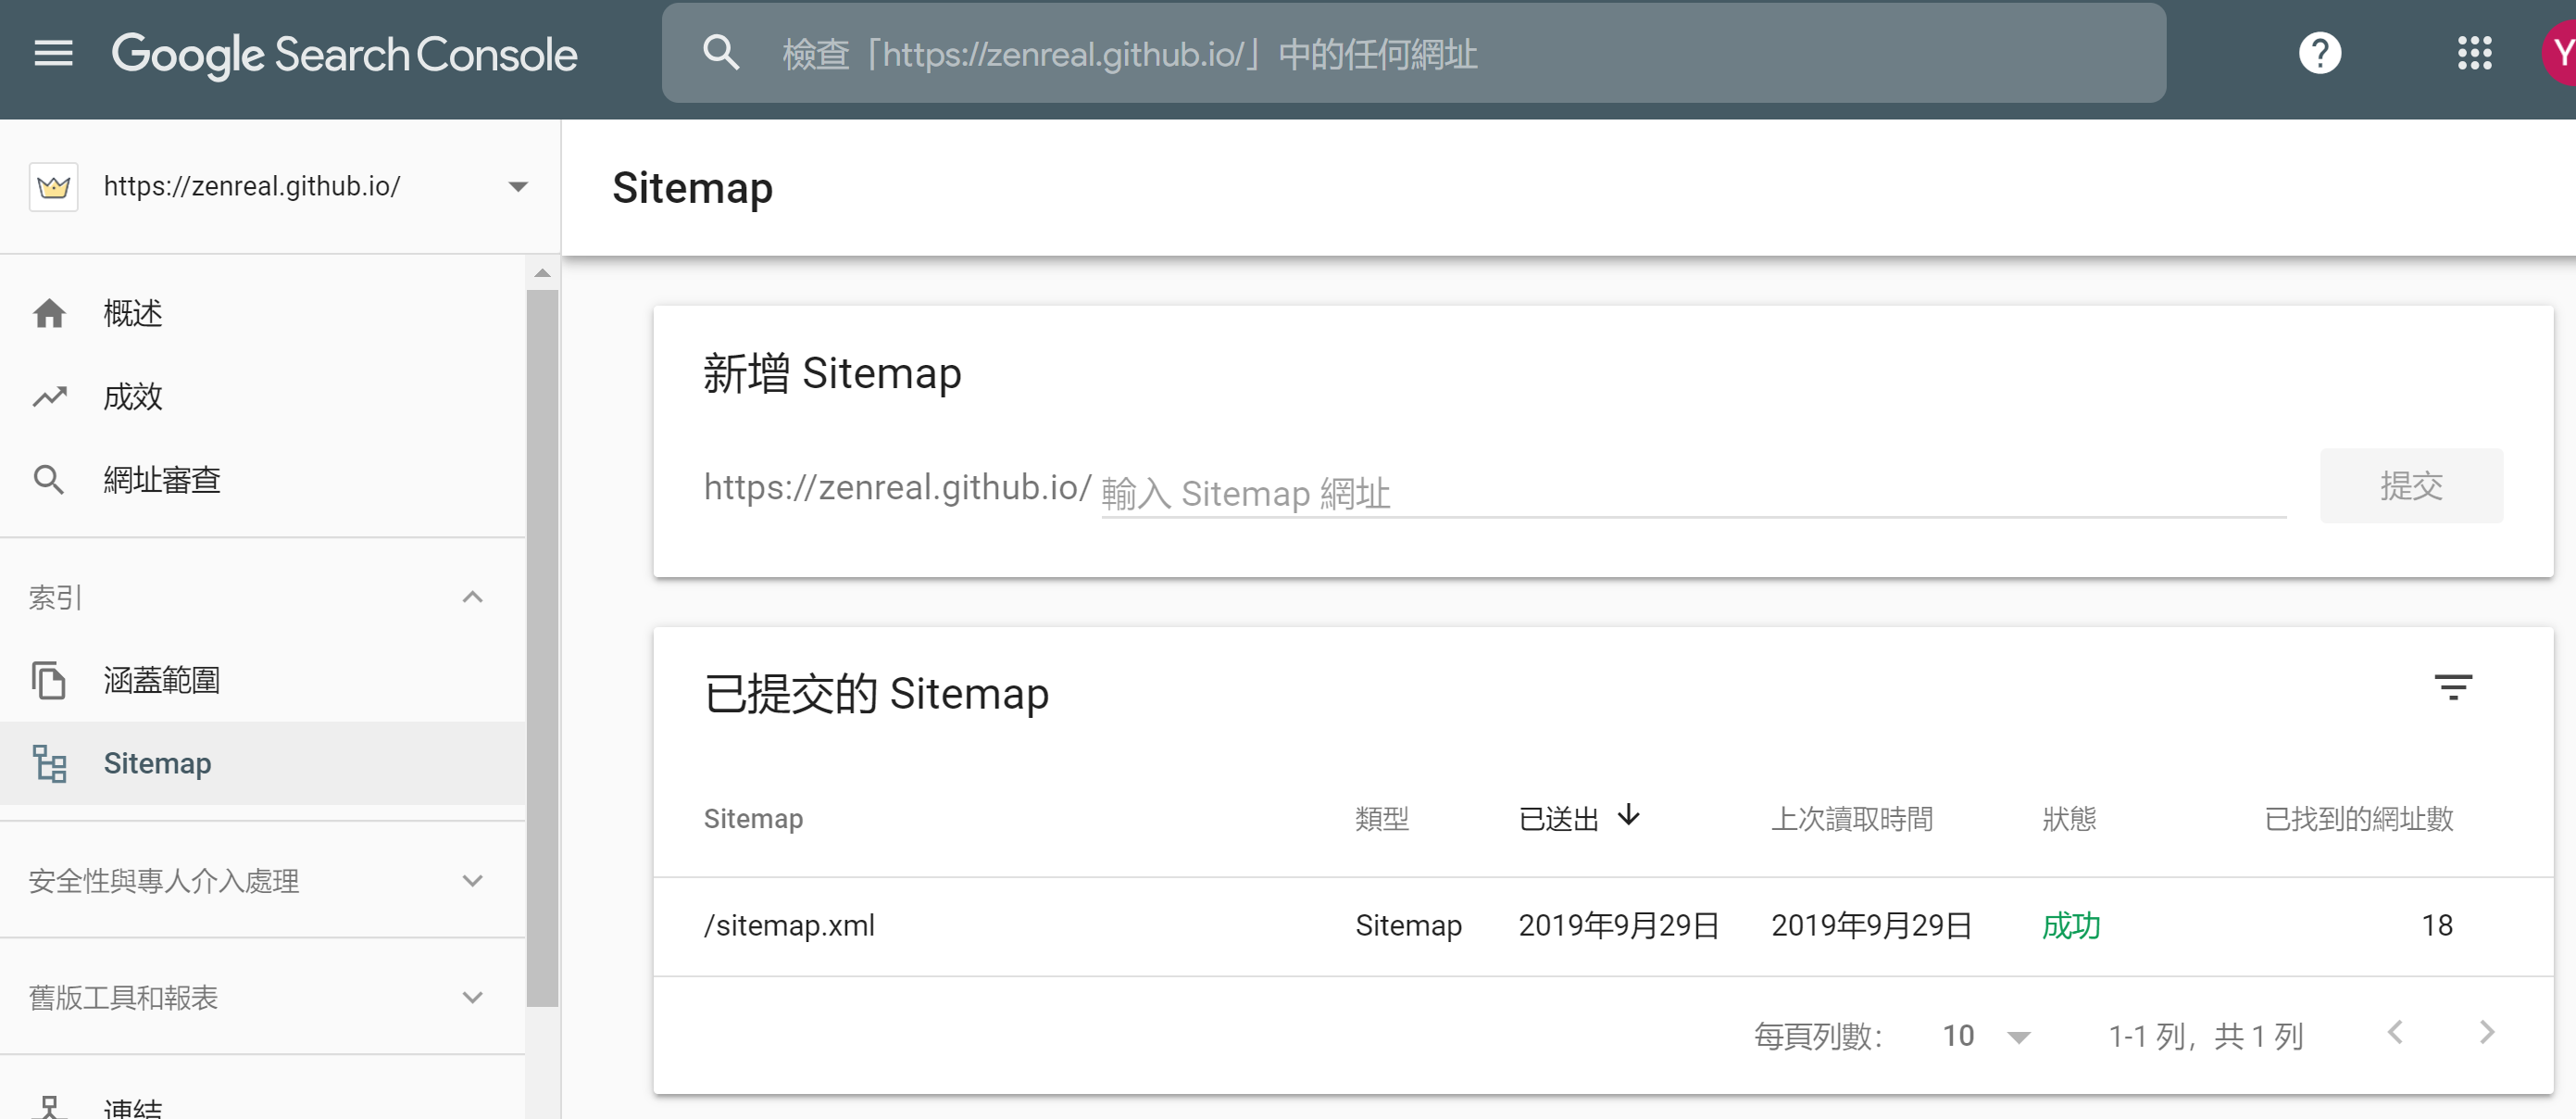 Google Search Console
檢查「https://zenreal.github.io/」中的任何網址
Y
https://zenreal.github.io/
概述
成效
網址審查
索引
涵蓋範圍
Sitemap
安全性與專人介入處理
舊版工具和報表
連結
Sitemap
新增 Sitemap
https://zenreal.github.io/ 輸入 Sitemap 網址
提交
已提交的 Sitemap
Sitemap 類型 已送出 上次讀取時間 狀態 已找到的網址數
/sitemap.xml Sitemap 2019年9月29日 2019年9月29日 成功 18
每頁列數： 10 1-1 列，共 1 列